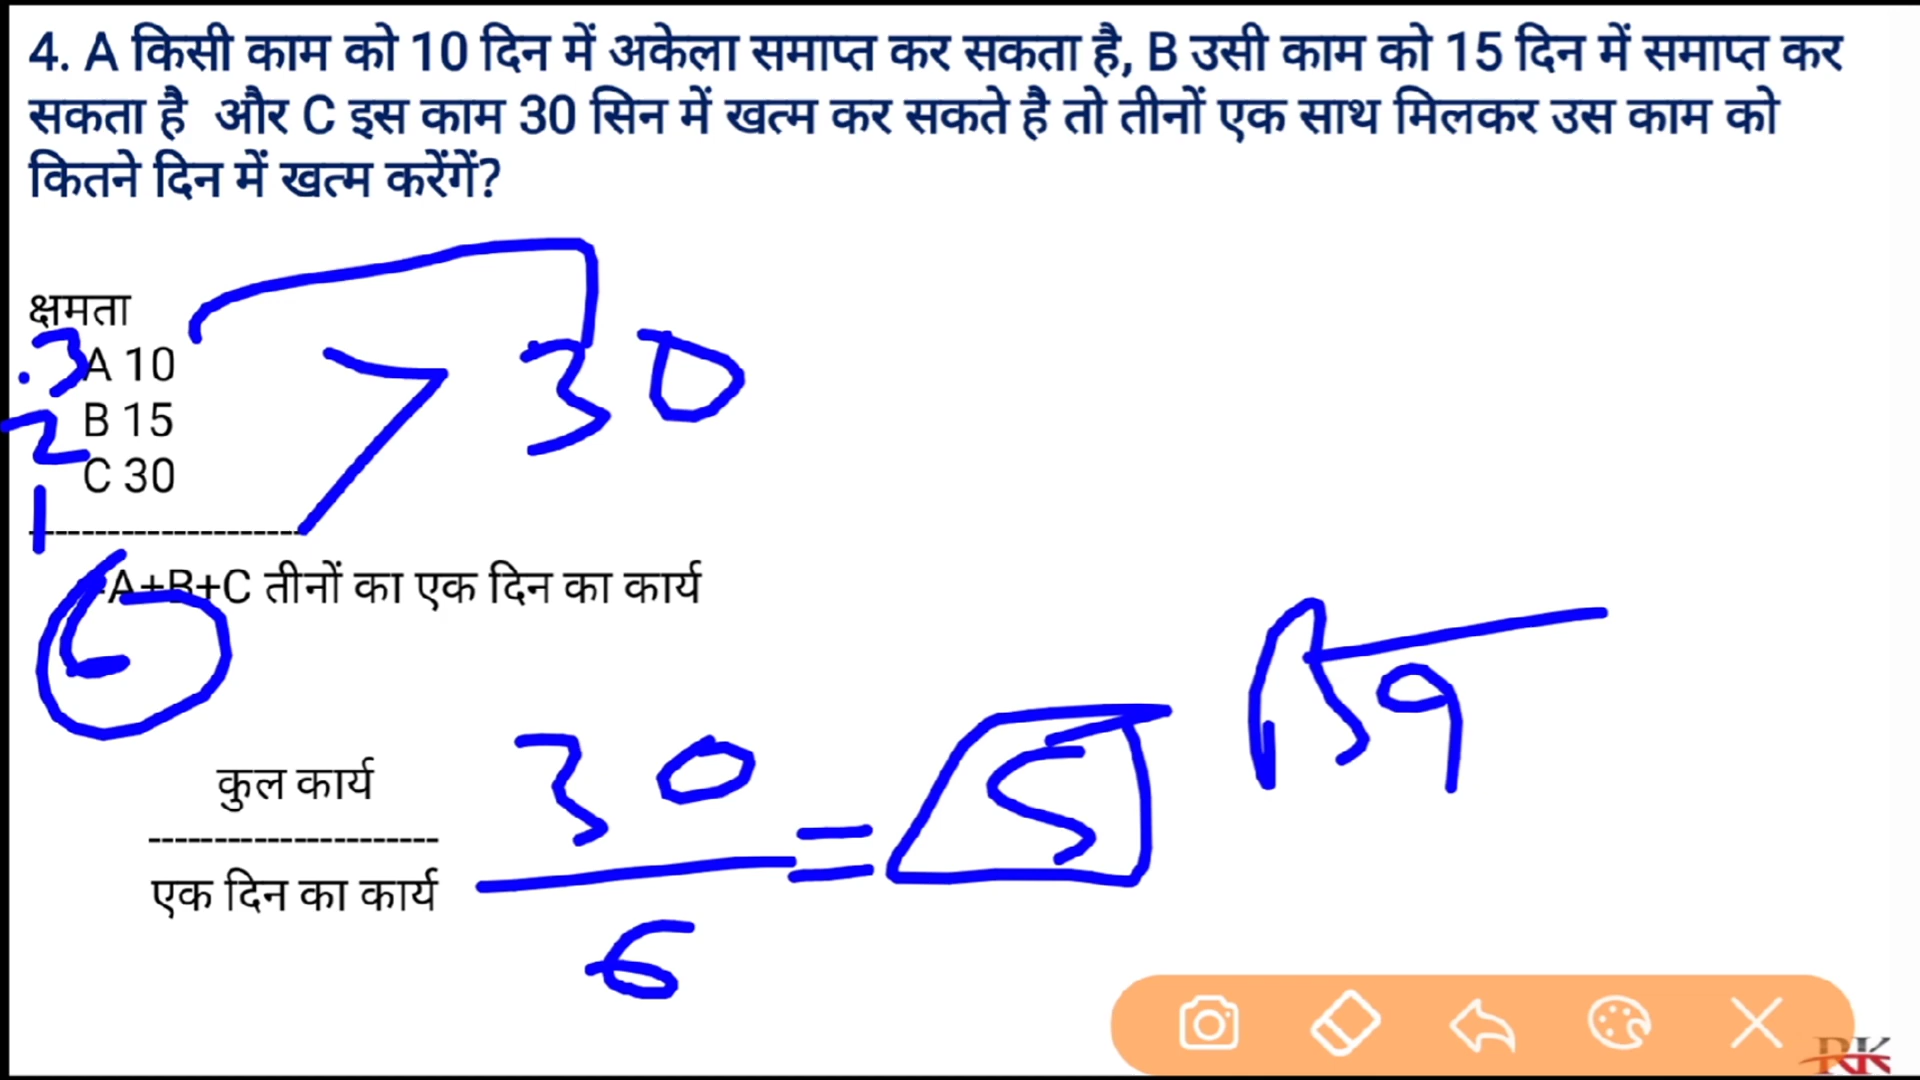 4. A किसी काम को 10 दिन में अकेला समाप्त कर सकता है, B उसी काम को 15 दिन में समाप्त कर
सकता है और C इस काम 30 सिन में खत्म कर सकते है तो तीनों एक साथ मिलकर उस काम को
कितने दिन में खत्म करेंगें?
क्षमता
3 A 10
30
2 B 15
1 C 30
A+B+C तीनों का एक दिन का कार्य
6
कुल कार्य
एक दिन का कार्य
30
6
= 5 दिन
RK